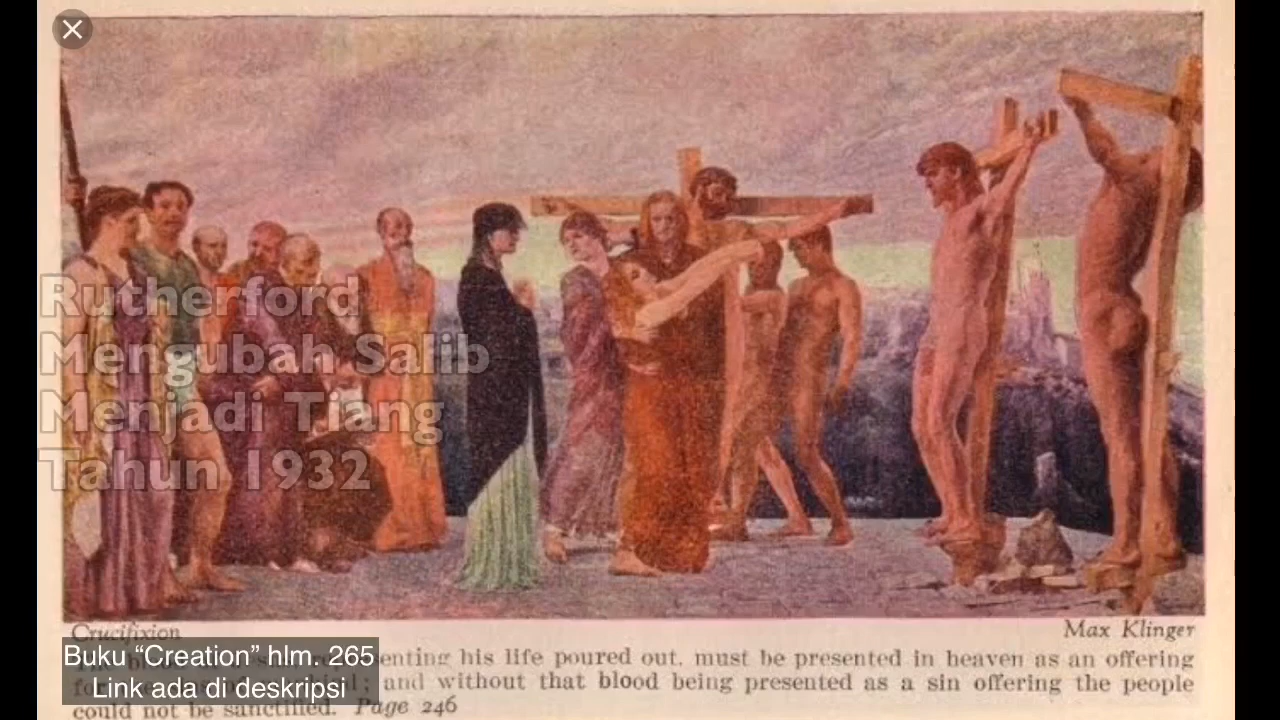 Rutherford
Mengubah Salib
Menjadi Tiang
Tahun 1932
Crucifixion
Max Klinger
Buku “Creation” hlm. 265
Link ada di deskripsi
enting his life poured out, must be presented in heaven as an offering
; and without that blood being presented as a sin offering the people
could not be sanctified. Page 246